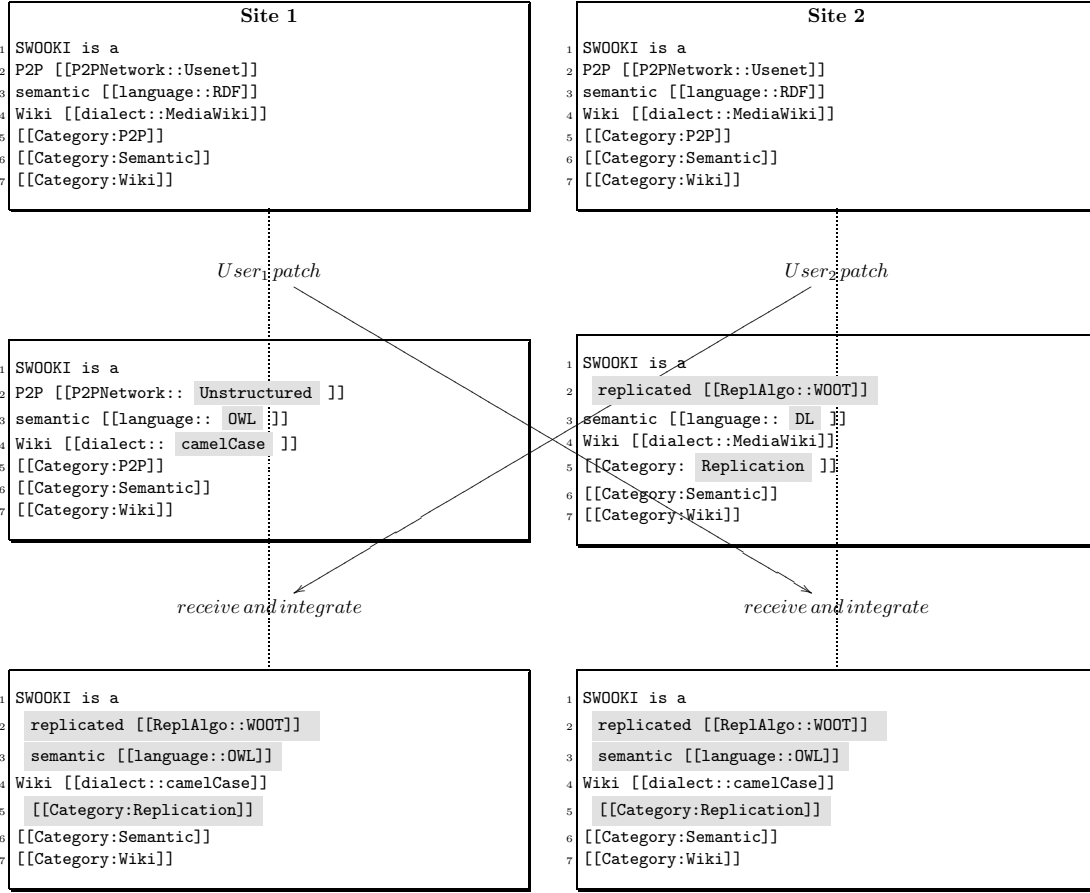 Site 1
1 SWOOKI is a
2 P2P [[P2PNetwork::Usenet]]
3 semantic [[language::RDF]]
4 Wiki [[dialect::MediaWiki]]
5 [[Category:P2P]]
6 [[Category:Semantic]]
7 [[Category:Wiki]]
Site 2
1 SWOOKI is a
2 P2P [[P2PNetwork::Usenet]]
3 semantic [[language::RDF]]
4 Wiki [[dialect::MediaWiki]]
5 [[Category:P2P]]
6 [[Category:Semantic]]
7 [[Category:Wiki]]
User1 patch
User2 patch
1 SWOOKI is a
2 P2P [[P2PNetwork:: Unstructured ]]
3 semantic [[language:: OWL ]]
4 Wiki [[dialect:: camelCase ]]
5 [[Category:P2P]]
6 [[Category:Semantic]]
7 [[Category:Wiki]]
1 SWOOKI is a
2 replicated [[ReplAlgo::WOOT]]
3 semantic [[language:: DL ]]
4 Wiki [[dialect::MediaWiki]]
5 [[Category: Replication ]]
6 [[Category:Semantic]]
7 [[Category:Wiki]]
receive and integrate
receive and integrate
1 SWOOKI is a
2 replicated [[ReplAlgo::WOOT]]
3 semantic [[language::OWL]]
4 Wiki [[dialect::camelCase]]
5 [[Category:Replication]]
6 [[Category:Semantic]]
7 [[Category:Wiki]]
1 SWOOKI is a
2 replicated [[ReplAlgo::WOOT]]
3 semantic [[language::OWL]]
4 Wiki [[dialect::camelCase]]
5 [[Category:Replication]]
6 [[Category:Semantic]]
7 [[Category:Wiki]]